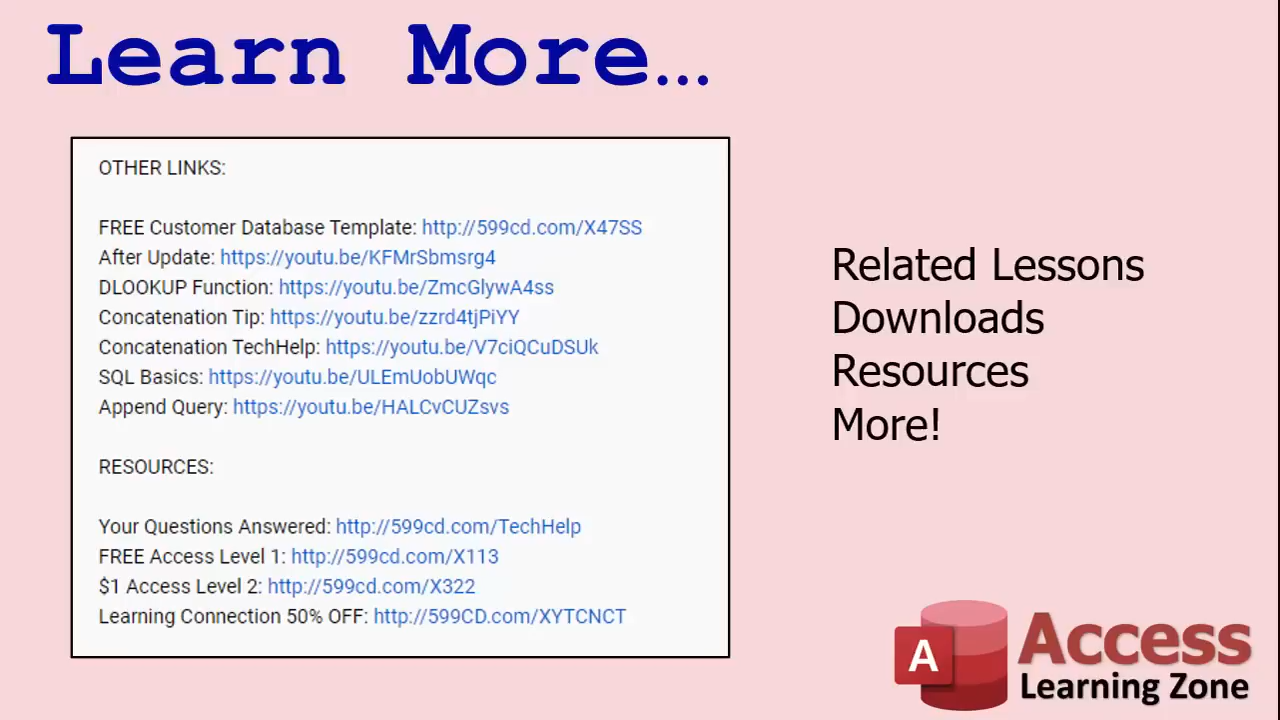 Learn More...
OTHER LINKS:
FREE Customer Database Template: http://599cd.com/X47SS
After Update: https://youtu.be/KFMrSbmsrg4
DLOOKUP Function: https://youtu.be/ZmcGlywA4ss
Concatenation Tip: https://youtu.be/zzrd4tjPiYY
Concatenation TechHelp: https://youtu.be/V7ciQCuDSUk
SQL Basics: https://youtu.be/ULEmUobUWqc
Append Query: https://youtu.be/HALCvCUZsvs
RESOURCES:
Your Questions Answered: http://599cd.com/TechHelp
FREE Access Level 1: http://599cd.com/X113
$1 Access Level 2: http://599cd.com/X322
Learning Connection 50% OFF: http://599CD.com/XYTCNCT
Related Lessons
Downloads
Resources
More!
A
Access
Learning Zone